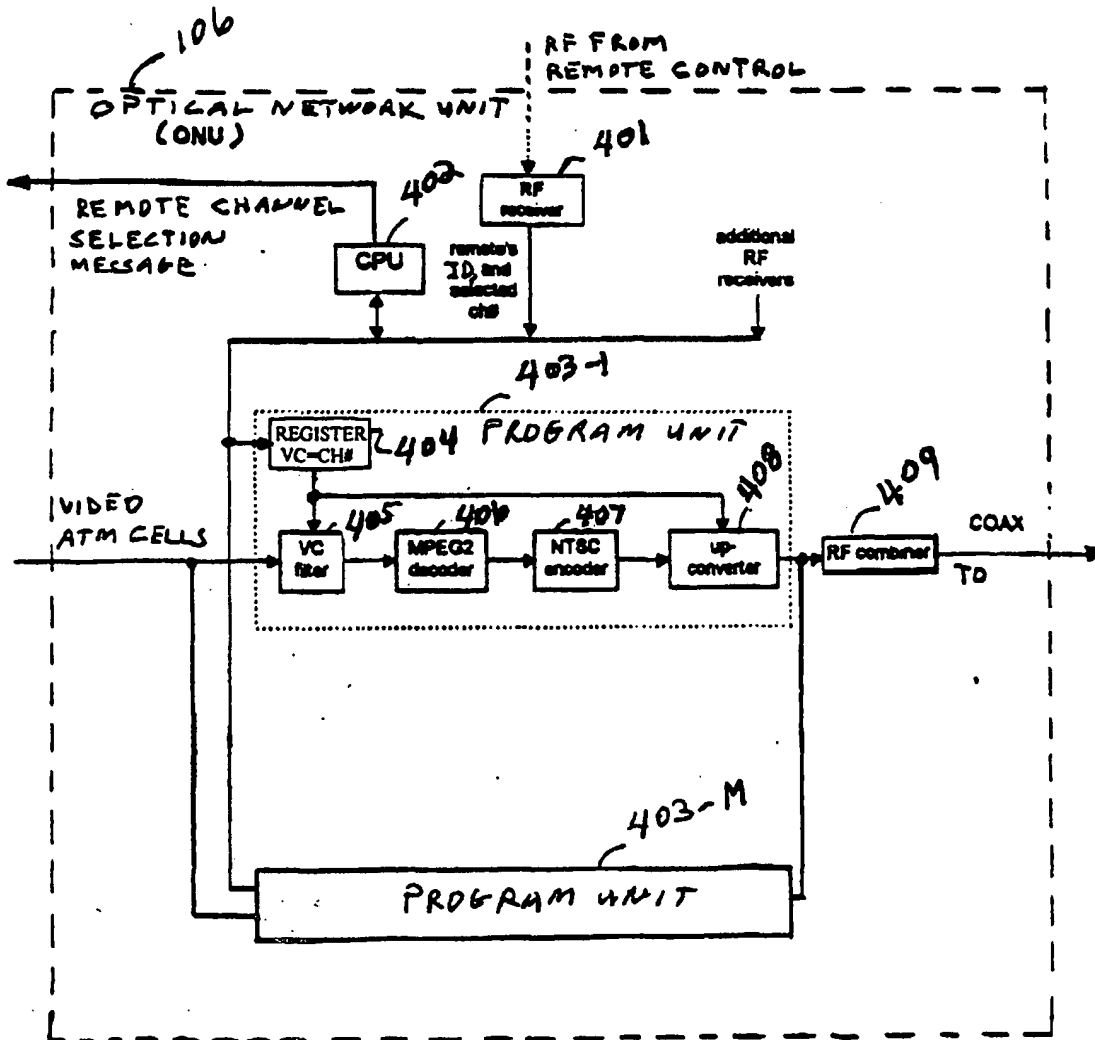 106
RF FROM
REMOTE CONTROL
OPTICAL NETWORK UNIT
(ONU)
401
402
RF
receiver
REMOTE CHANNEL
SELECTION
MESSAGE
CPU
remote's
ID, and
selected
ch#
additional
RF
receivers
403-1
REGISTER
VC=CH#
404
PROGRAM UNIT
408
409
VIDEO
ATM CELLS
405
406
407
COAX
VC
filter
MPEG2
decoder
NTSC
encoder
up-
converter
RF combiner
TO
403-M
PROGRAM UNIT